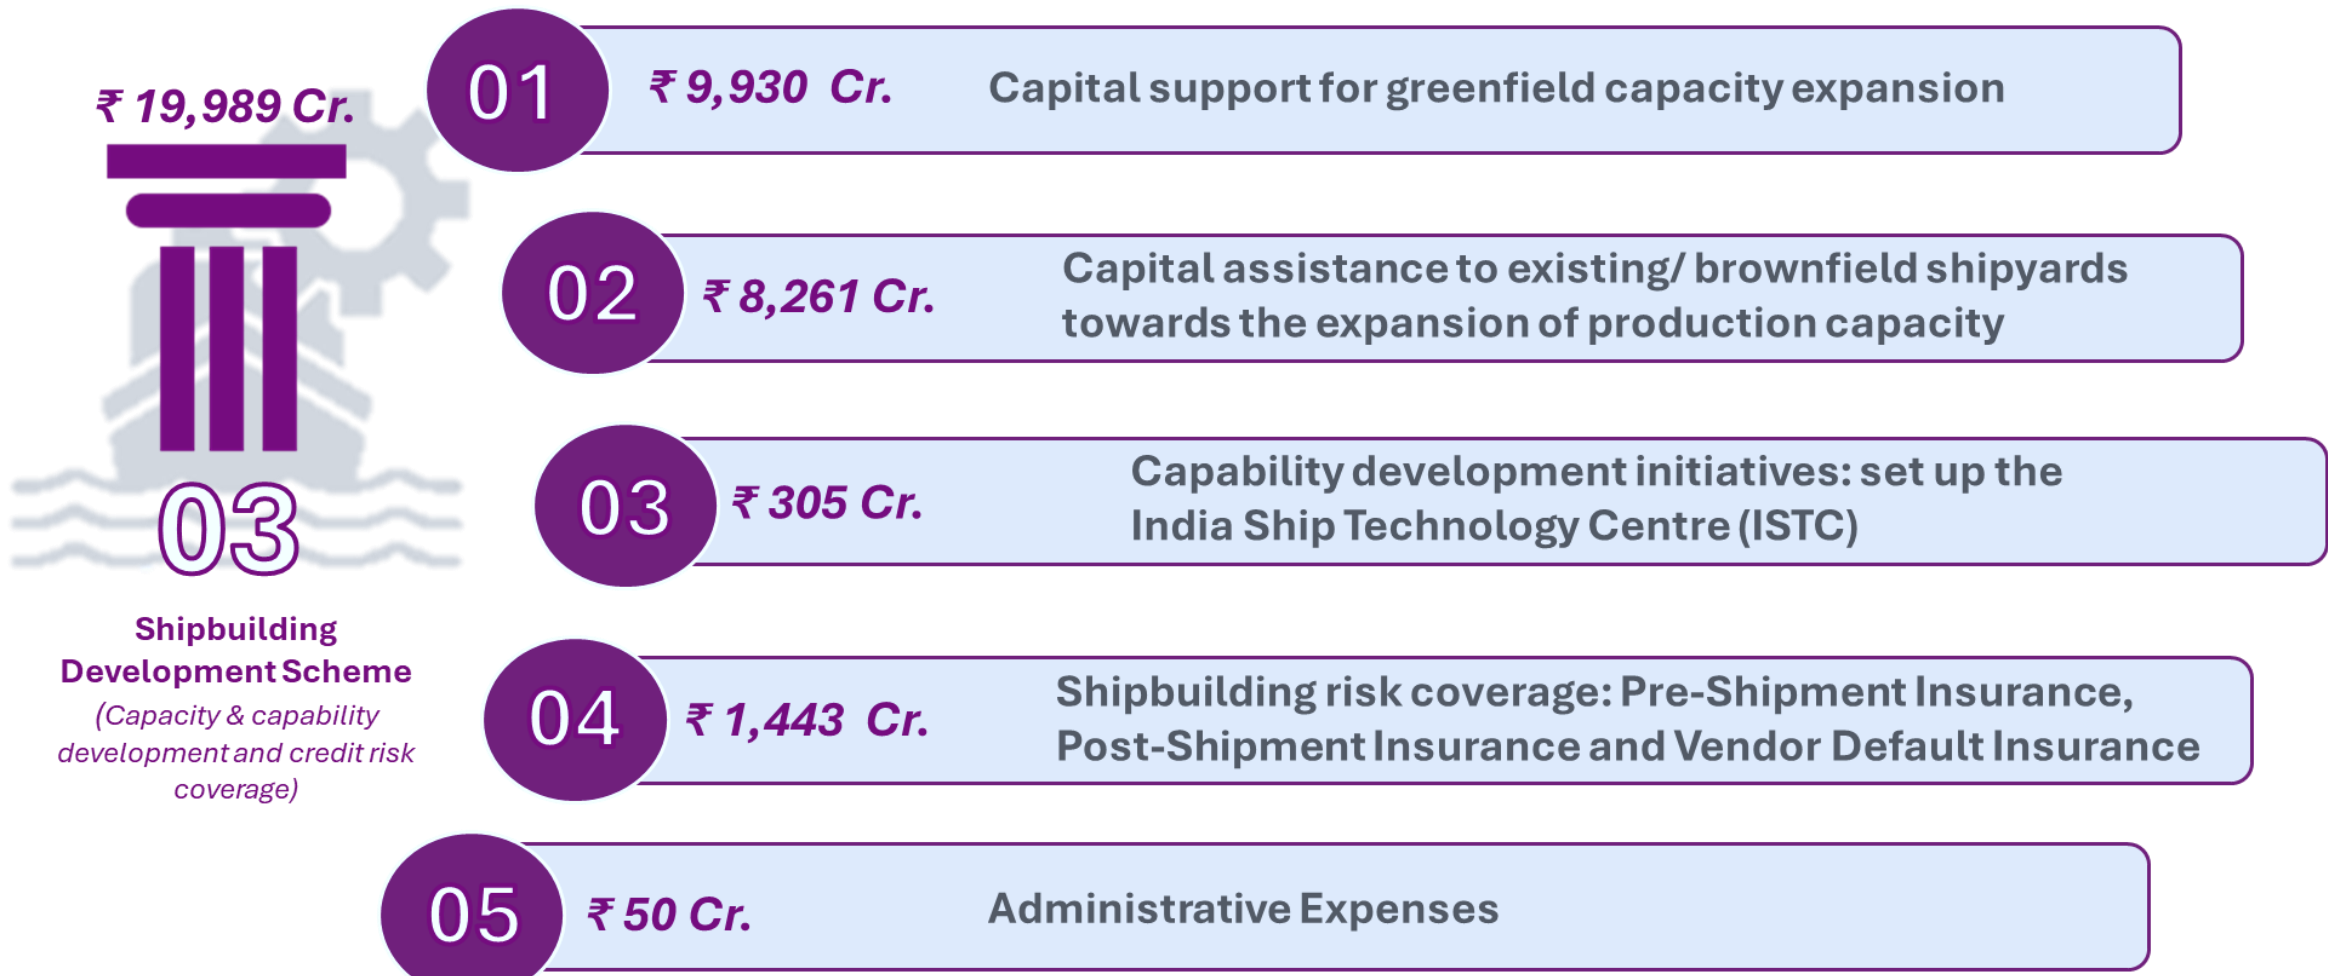 ₹ 19,989 Cr.
03
Shipbuilding
Development Scheme
(Capacity & capability
development and credit risk
coverage)
01
₹ 9,930 Cr.
Capital support for greenfield capacity expansion
02
₹ 8,261 Cr.
Capital assistance to existing/ brownfield shipyards
towards the expansion of production capacity
03
₹ 305 Cr.
Capability development initiatives: set up the
India Ship Technology Centre (ISTC)
04
₹ 1,443 Cr.
Shipbuilding risk coverage: Pre-Shipment Insurance,
Post-Shipment Insurance and Vendor Default Insurance
05
₹ 50 Cr.
Administrative Expenses